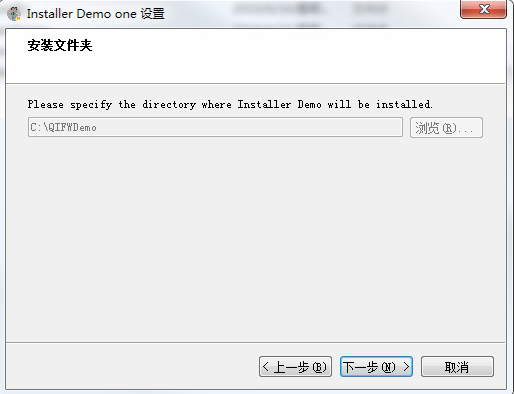 Installer Demo one 设置
安装文件夹
Please specify the directory where Installer Demo will be installed.
C:\QIFWDemo
浏览(R)...
< 上一步(B)
下一步(N) >
取消